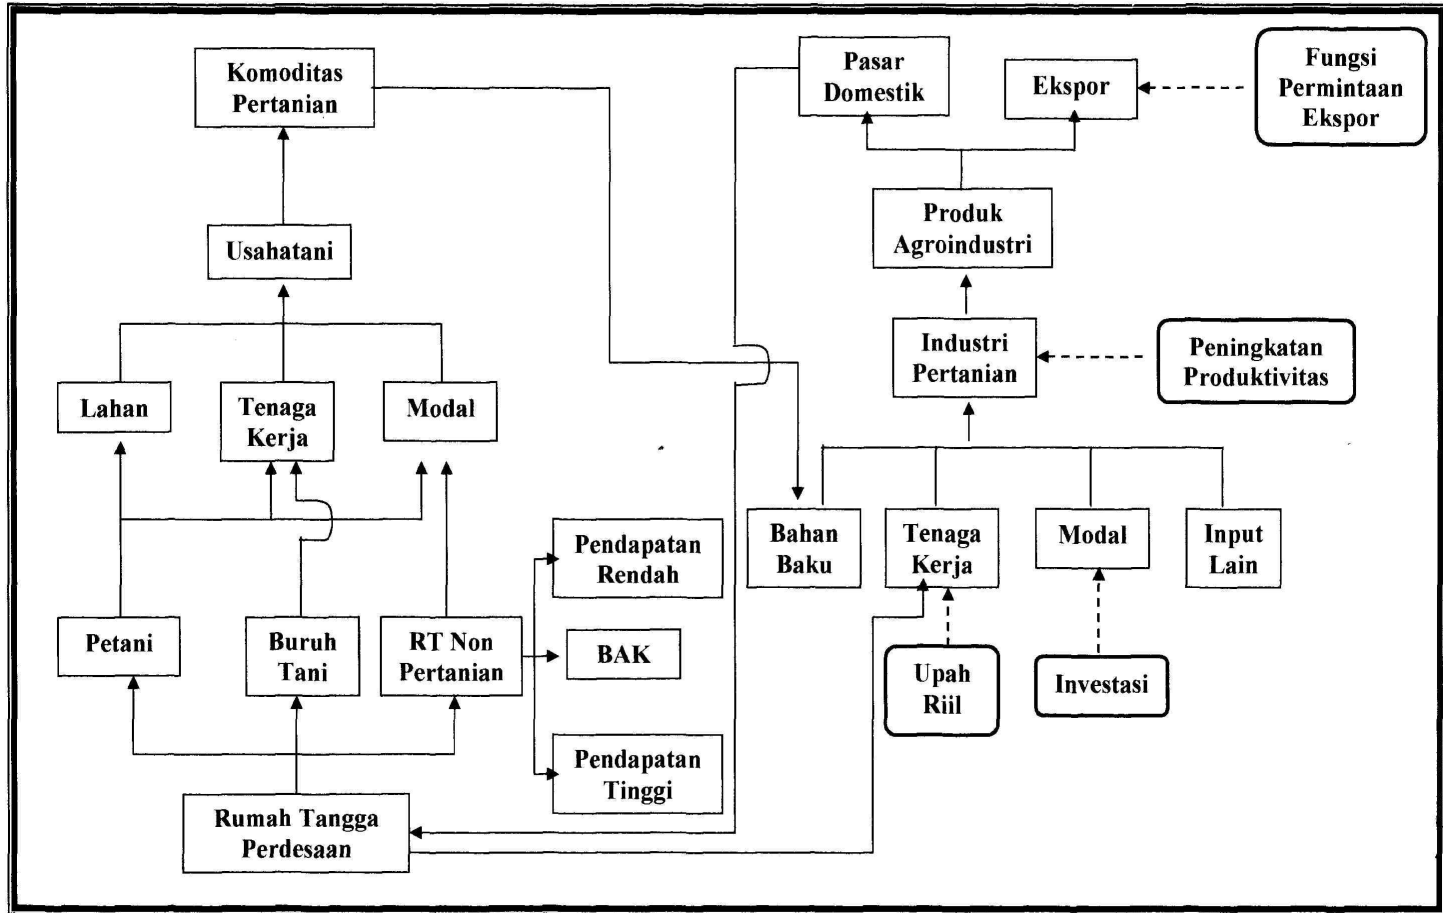 Komoditas
Pertanian
Pasar
Domestik
Ekspor
Fungsi
Permintaan
Ekspor
Usahatani
Produk
Agroindustri
Industri
Pertanian
Peningkatan
Produktivitas
Lahan
Tenaga
Kerja
Modal
Bahan
Baku
Tenaga
Kerja
Modal
Input
Lain
Pendapatan
Rendah
Petani
Buruh
Tani
RT Non
Pertanian
BAK
Upah
Riil
Investasi
Pendapatan
Tinggi
Rumah Tangga
Perdesaan